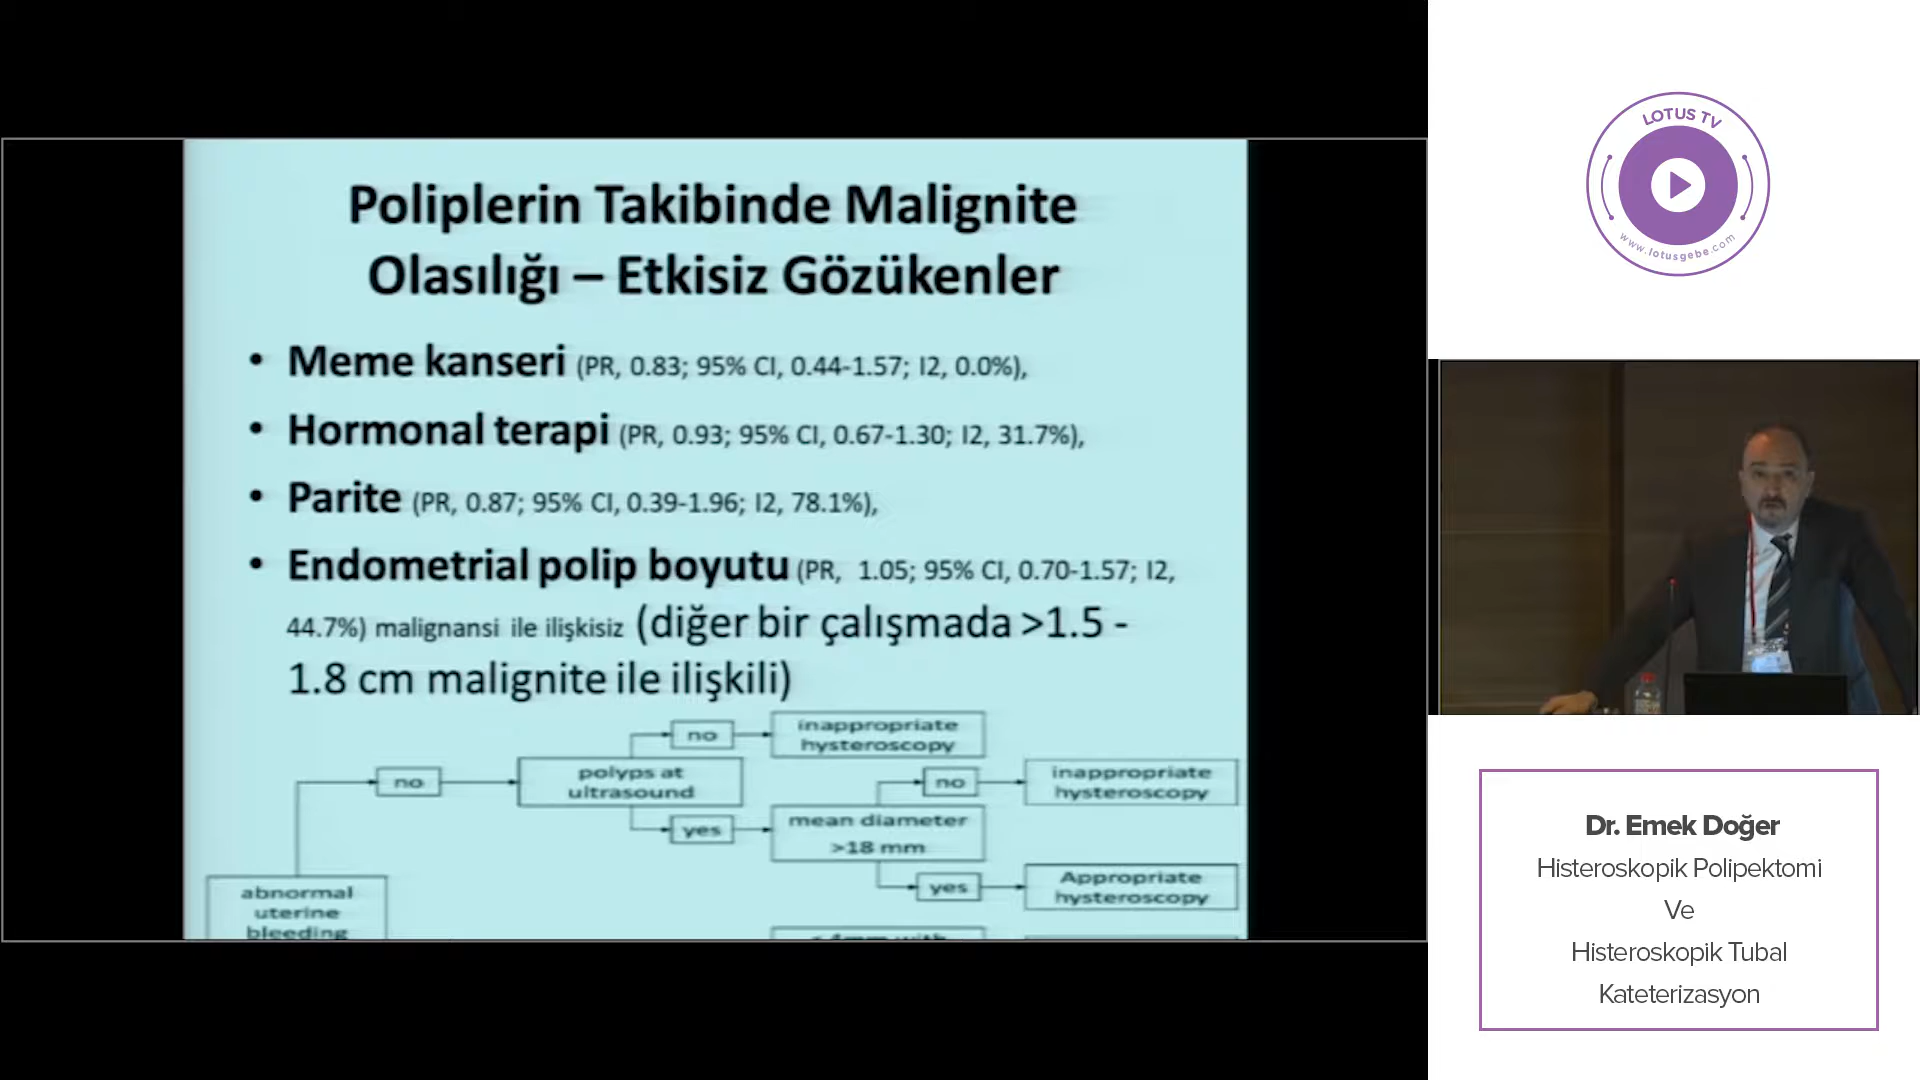 Poliplerin Takibinde Malignite
Olasılığı – Etkisiz Gözükenler
• Meme kanseri (PR, 0.83; 95% CI, 0.44-1.57; I2, 0.0%),
• Hormonal terapi (PR, 0.93; 95% CI, 0.67-1.30; I2, 31.7%),
• Parite (PR, 0.87; 95% CI, 0.39-1.96; I2, 78.1%),
• Endometrial polip boyutu (PR, 1.05; 95% CI, 0.70-1.57; I2,
44.7%) malignansi ile ilişkisiz (diğer bir çalışmada >1.5 -
1.8 cm malignite ile ilişkili)
no
inappropriate
hysteroscopy
no
polyps at
ultrasound
no
inappropriate
hysteroscopy
yes
mean diameter
>18 mm
yes
Appropriate
hysteroscopy
abnormal
uterine
bleeding
LOTUS TV
www.lotusgebe.com
Dr. Emek Doğer
Histeroskopik Polipektomi
Ve
Histeroskopik Tubal
Kateterizasyon